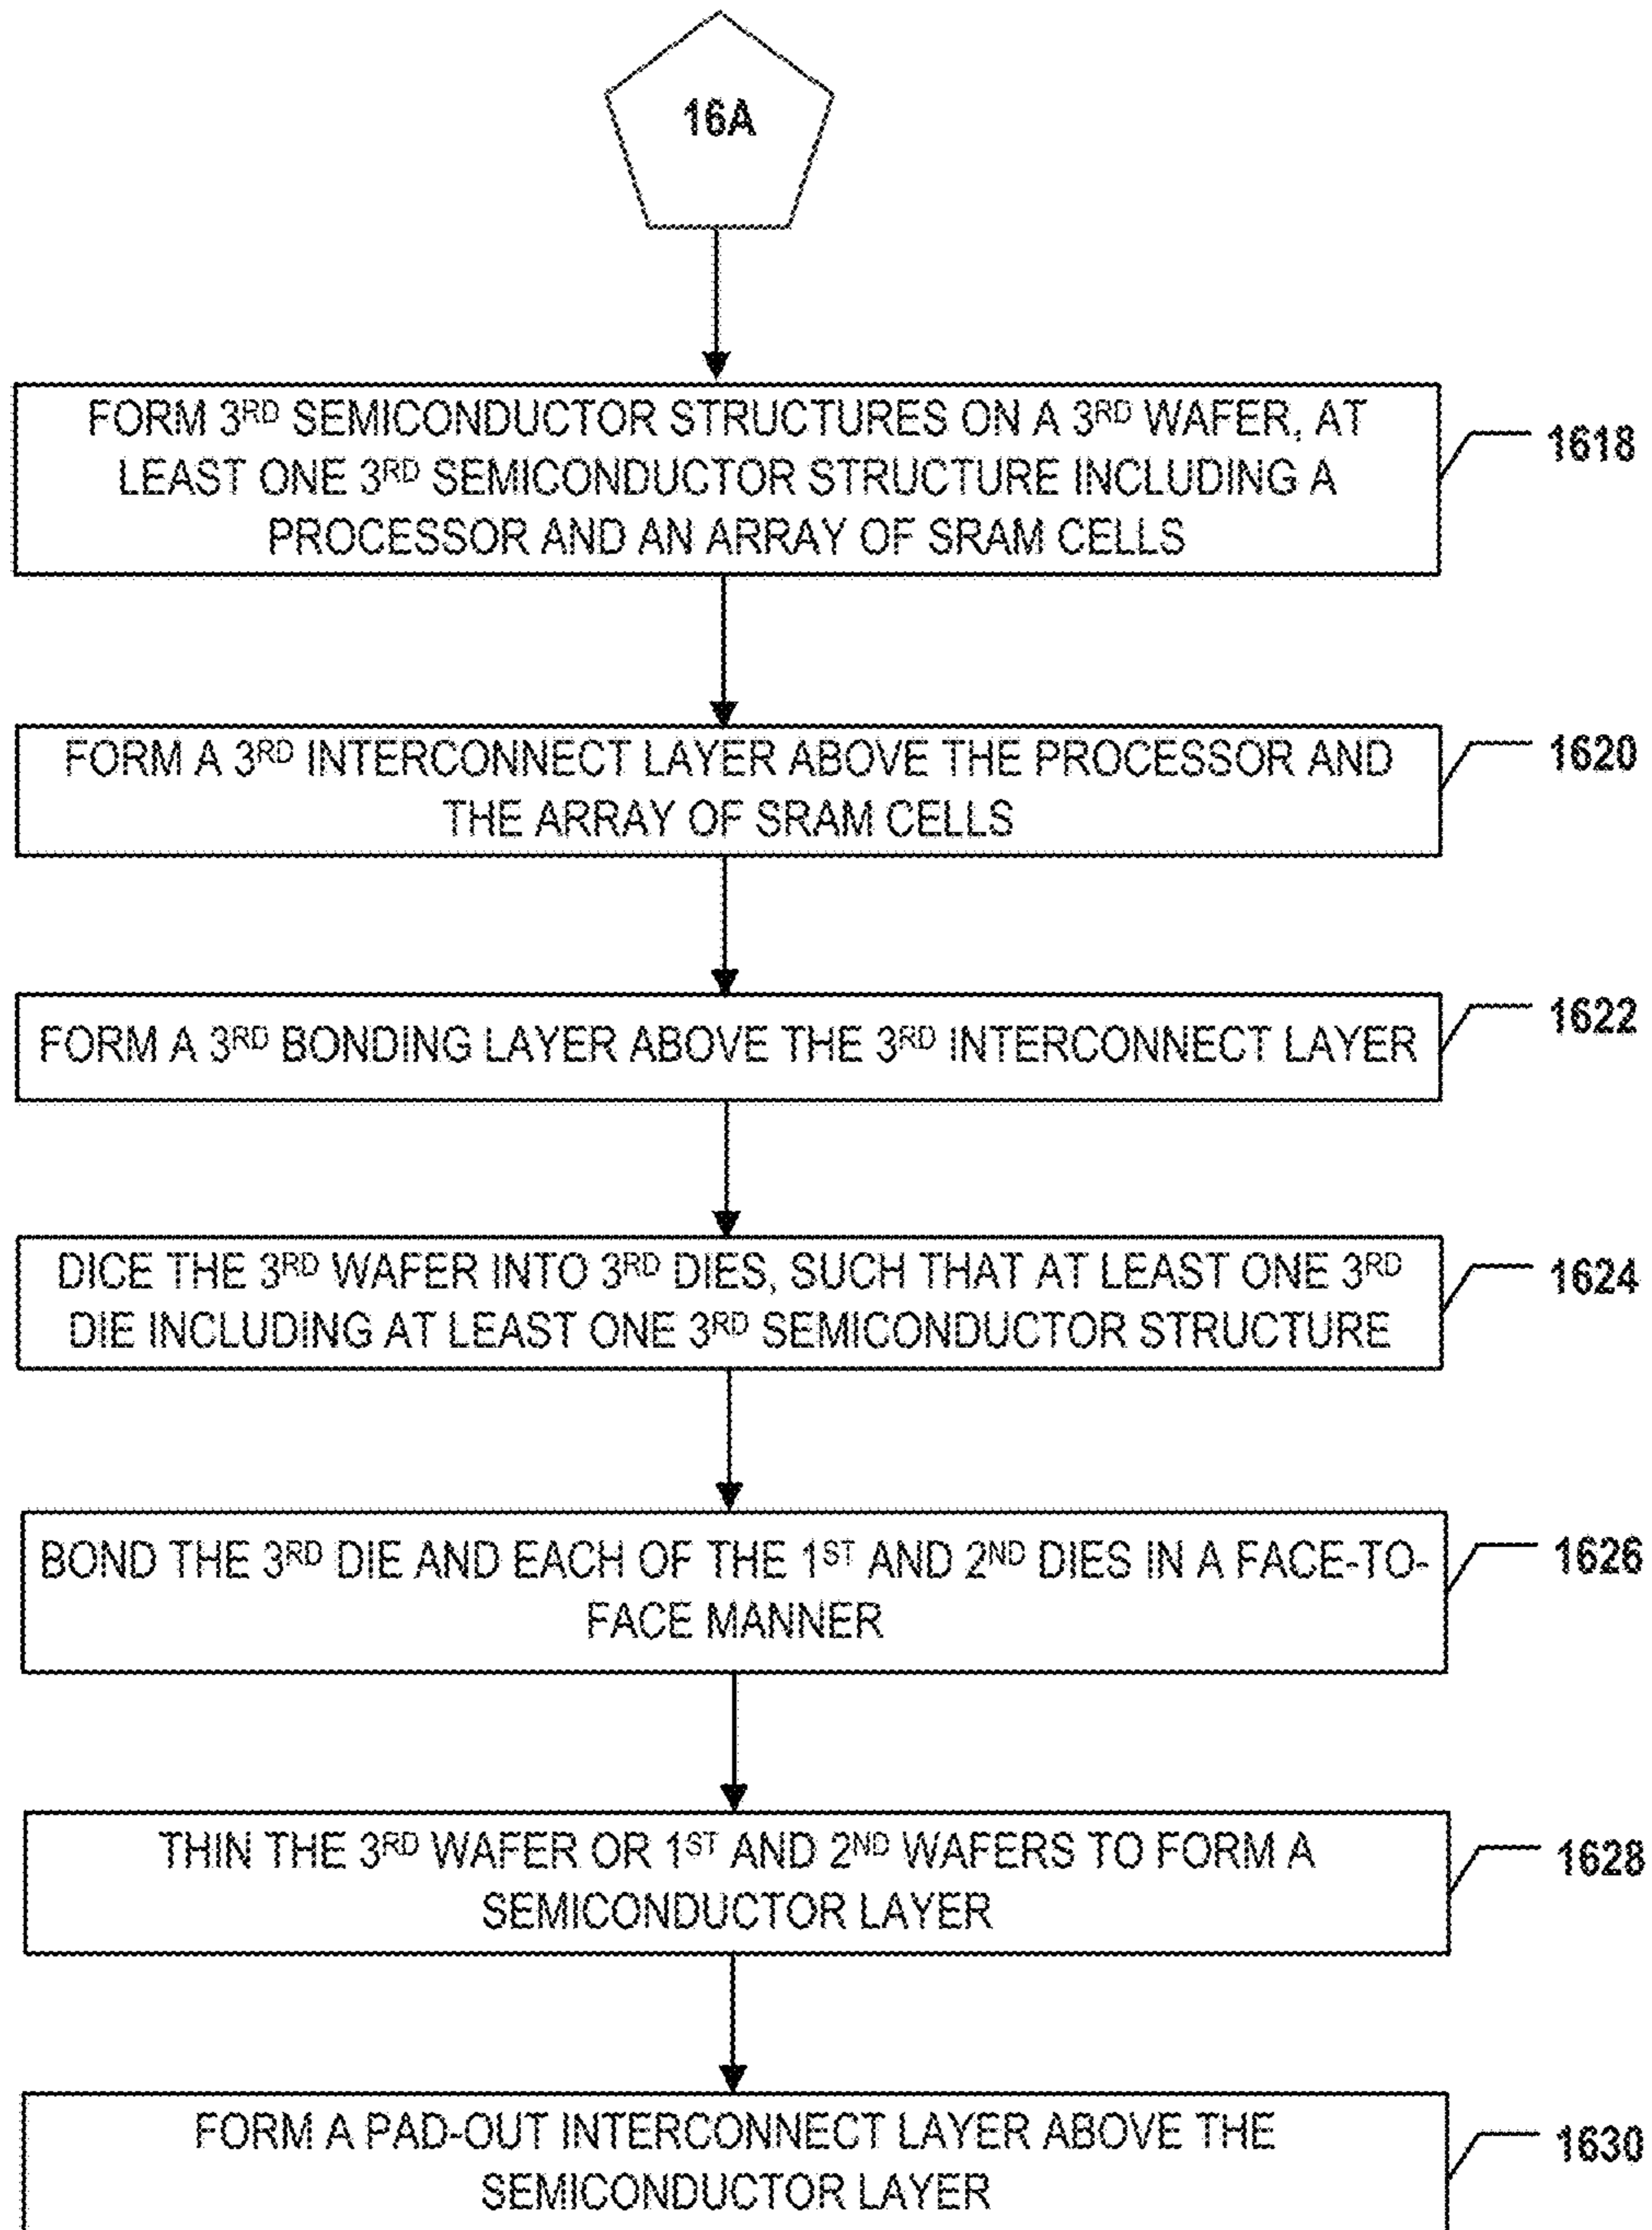 16A
FORM 3RD SEMICONDUCTOR STRUCTURES ON A 3RD WAFER, AT
LEAST ONE 3RD SEMICONDUCTOR STRUCTURE INCLUDING A
PROCESSOR AND AN ARRAY OF SRAM CELLS
1618
FORM A 3RD INTERCONNECT LAYER ABOVE THE PROCESSOR AND
THE ARRAY OF SRAM CELLS
1620
FORM A 3RD BONDING LAYER ABOVE THE 3RD INTERCONNECT LAYER
1622
DICE THE 3RD WAFER INTO 3RD DIES, SUCH THAT AT LEAST ONE 3RD
DIE INCLUDING AT LEAST ONE 3RD SEMICONDUCTOR STRUCTURE
1624
BOND THE 3RD DIE AND EACH OF THE 1ST AND 2ND DIES IN A FACE-TO-
FACE MANNER
1626
THIN THE 3RD WAFER OR 1ST AND 2ND WAFERS TO FORM A
SEMICONDUCTOR LAYER
1628
FORM A PAD-OUT INTERCONNECT LAYER ABOVE THE
SEMICONDUCTOR LAYER
1630